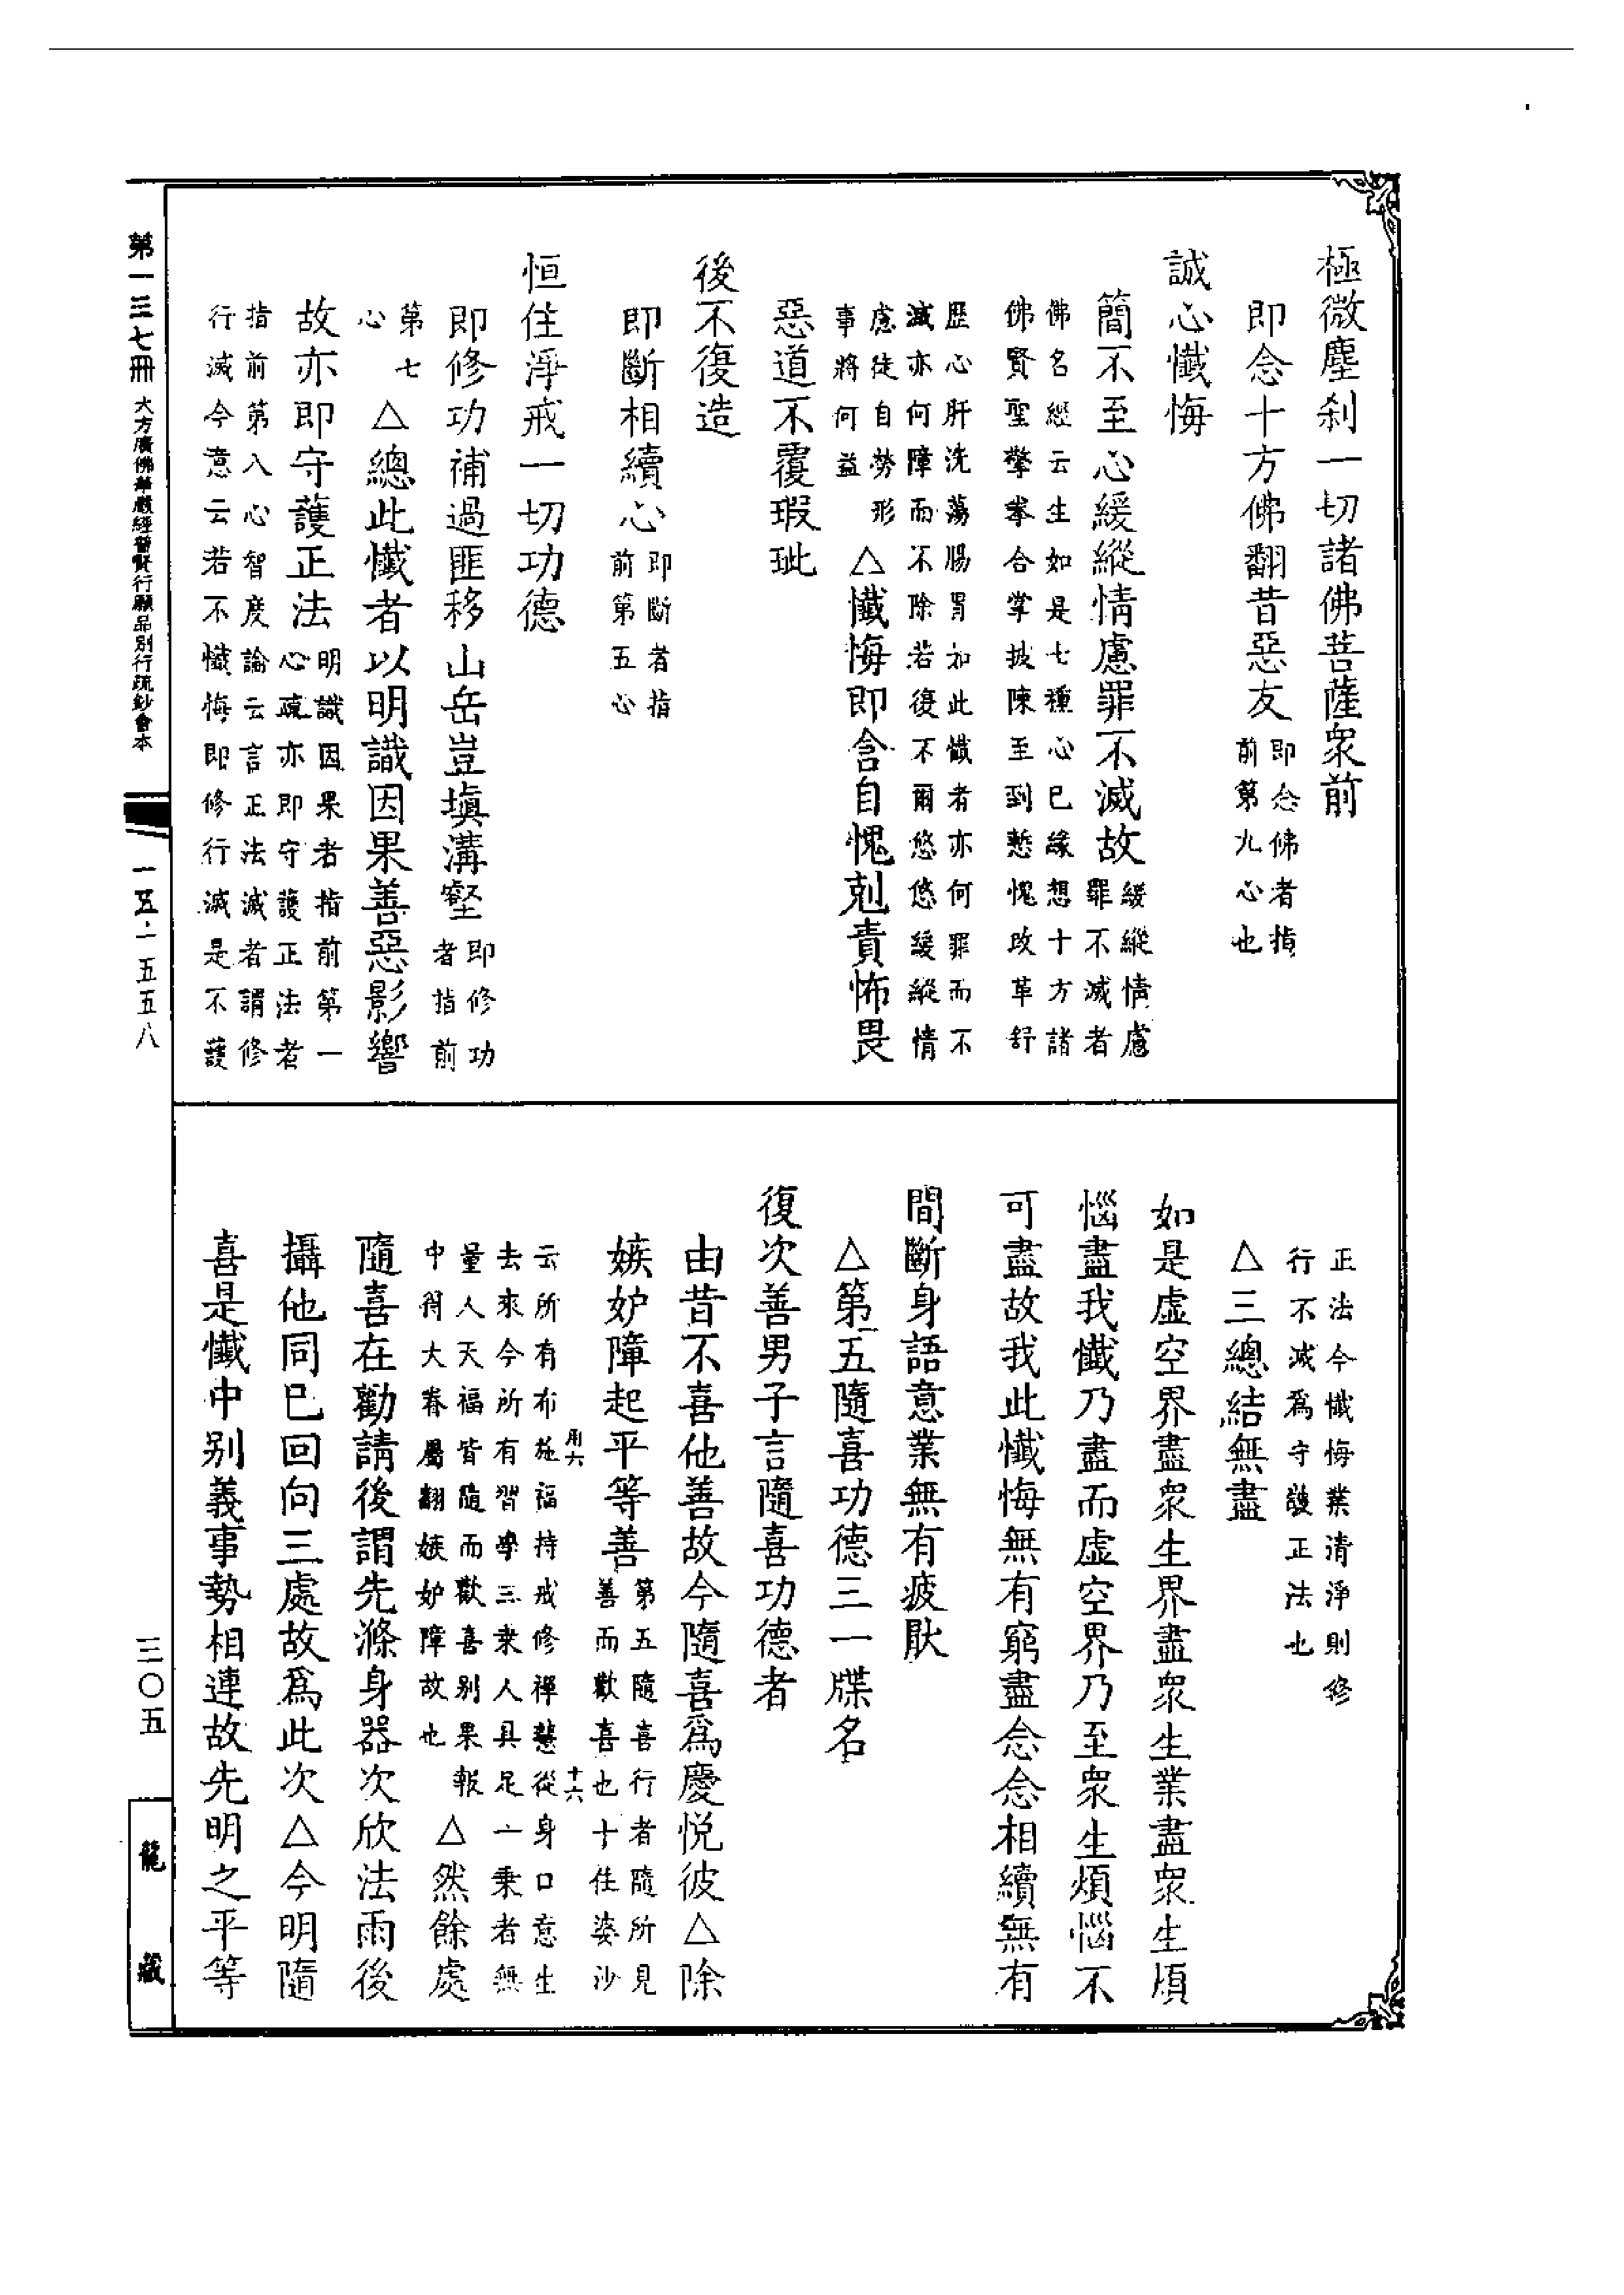 極微塵刹一切諸佛菩薩衆前
即念十方佛翻昔惡友
即念佛者指
前第九心也
誠心懺悔
簡不至心緩縱情慮罪不滅故
緩縱情慮
罪不滅者
佛名經云生如是七種心已緣想十方諸
佛賢聖擎拳合掌披陳至到慙愧改革舒
歷心肝洗蕩腸胃如此懺者亦何罪而不
滅亦何障而不除若復不爾悠悠緩縱情
慮徒自勞形
事將何益
△懺悔即含自愧剋責怖畏
惡道不覆瑕玼
後不復造
即斷相續心
即斷者指
前第五心
恒住淨戒一切功德
即修功補過匪移山岳豈塡溝壑
即修功
者指前
第七
心
△總此懺者以明識因果善惡影響
故亦即守護正法
明識因果者指前第一
心疏亦即守護正法者
指前第入心智度論云言正法滅者謂修
行滅今意云若不懺悔即修行滅是不護
正法今懺悔業清淨則修
行不滅爲守護正法也
△三總結無盡
如是虛空界盡衆生界盡衆生業盡衆生煩
惱盡我懺乃盡而虛空界乃至衆生煩惱不
可盡故我此懺悔無有窮盡念念相續無有
間斷身語意業無有疲猒
△第五隨喜功德三一牒名
復次善男子言隨喜功德者
由昔不喜他善故今隨喜爲慶悅彼△除
嫉妒障起平等善
第五隨喜行者隨所見
善而歡喜也十住婆沙
云所有布施福持戒修禪慧從身口意生
去來今所有習學三乘人具足一乘者無
量人天福皆隨而歡喜別果報
中得大眷屬翻嫉妒障故也
△然餘處
隨喜在勸請後謂先滌身器次欣法雨後
攝他同巳回向三處故爲此次△今明隨
喜是懺中别義事勢相連故先明之平等
用六
十六
第一三七冊
大方廣佛華嚴經普賢行願品別行疏鈔會本
一五·一五五八
三〇五
龍藏